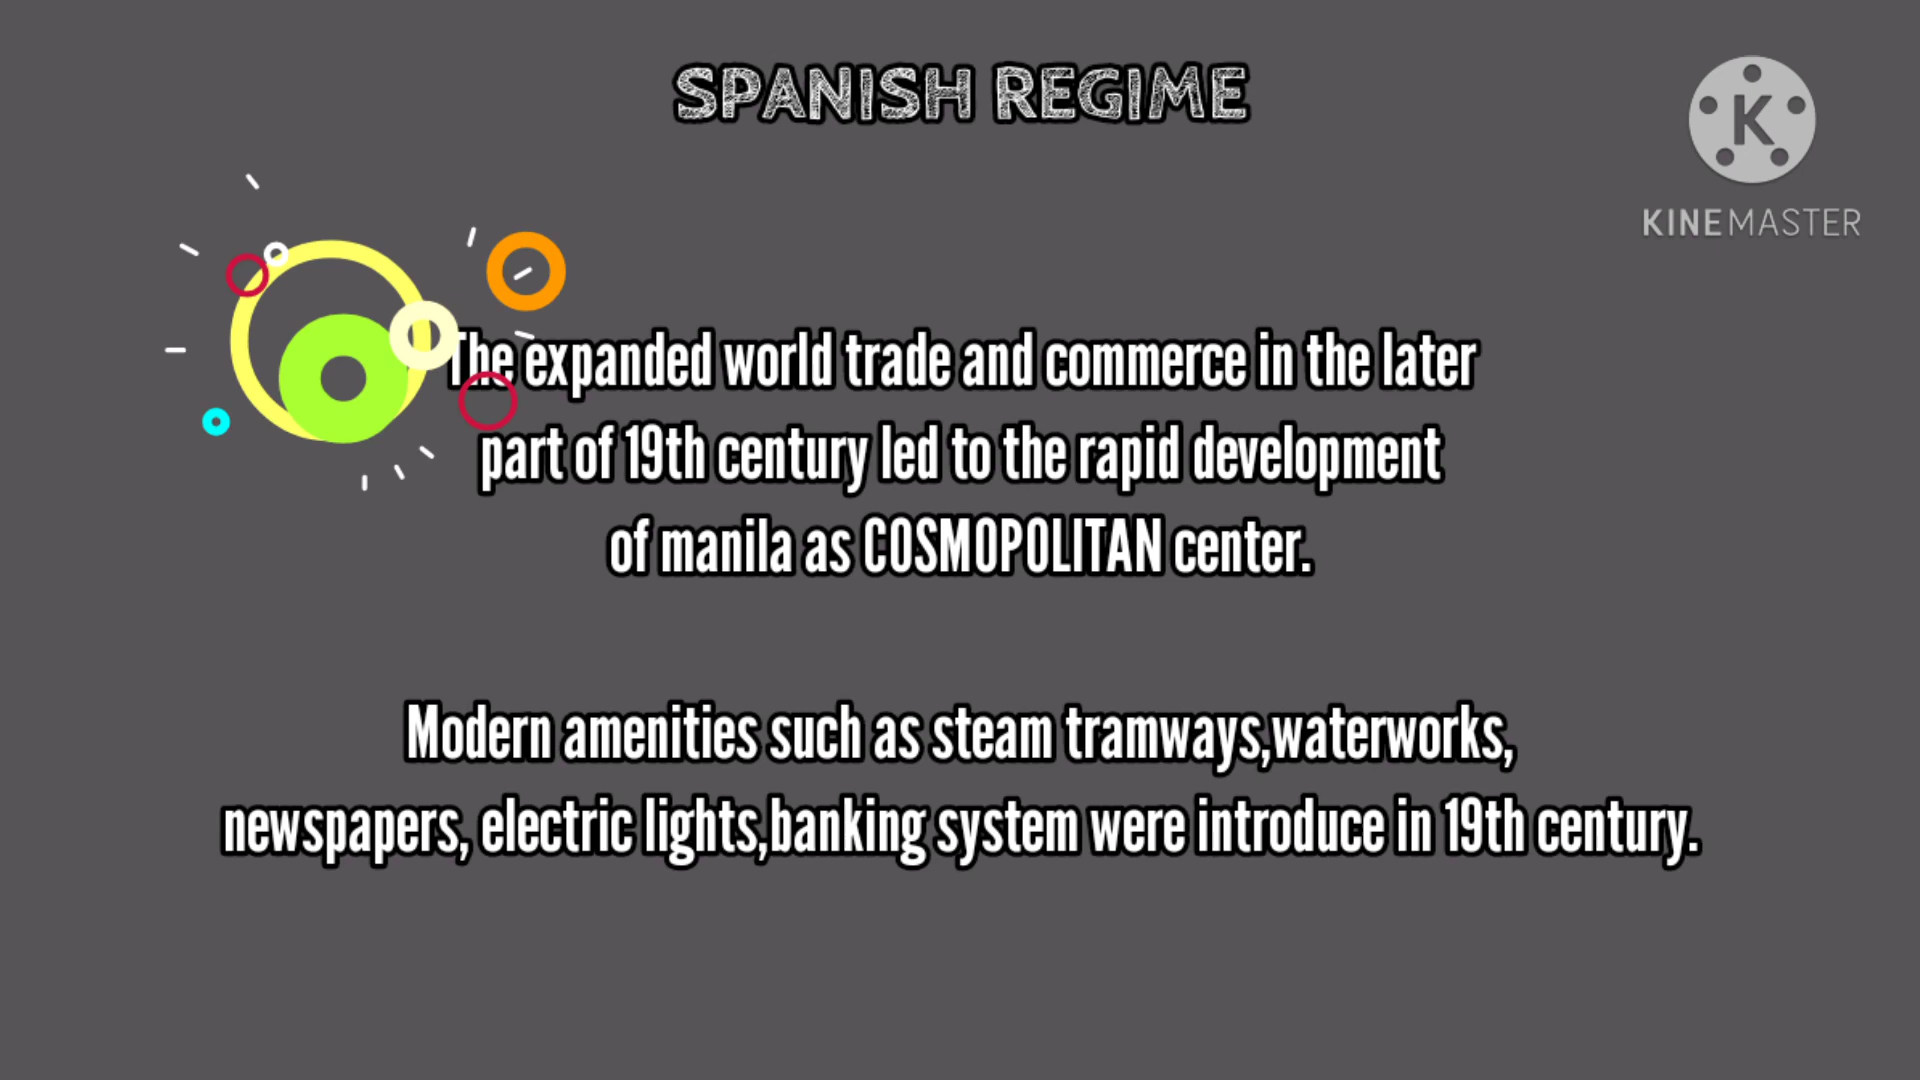 SPANISH REGIME
K
KINEMASTER
The expanded world trade and commerce in the later
part of 19th century led to the rapid development
of manila as COSMOPOLITAN center.
Modern amenities such as steam tramways,waterworks,
newspapers, electric lights,banking system were introduce in 19th century.